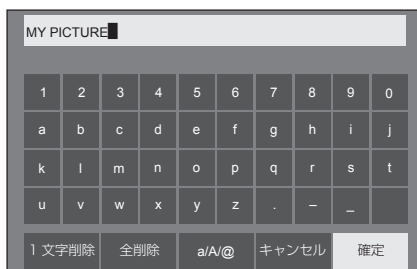 MY PICTURE
1 2 3 4 5 6 7 8 9 0
a b c d e f g h i j
k l m n o p q r s t
u v w x y z . – _
1 文字削除 全削除 a/A/@ キャンセル 確定